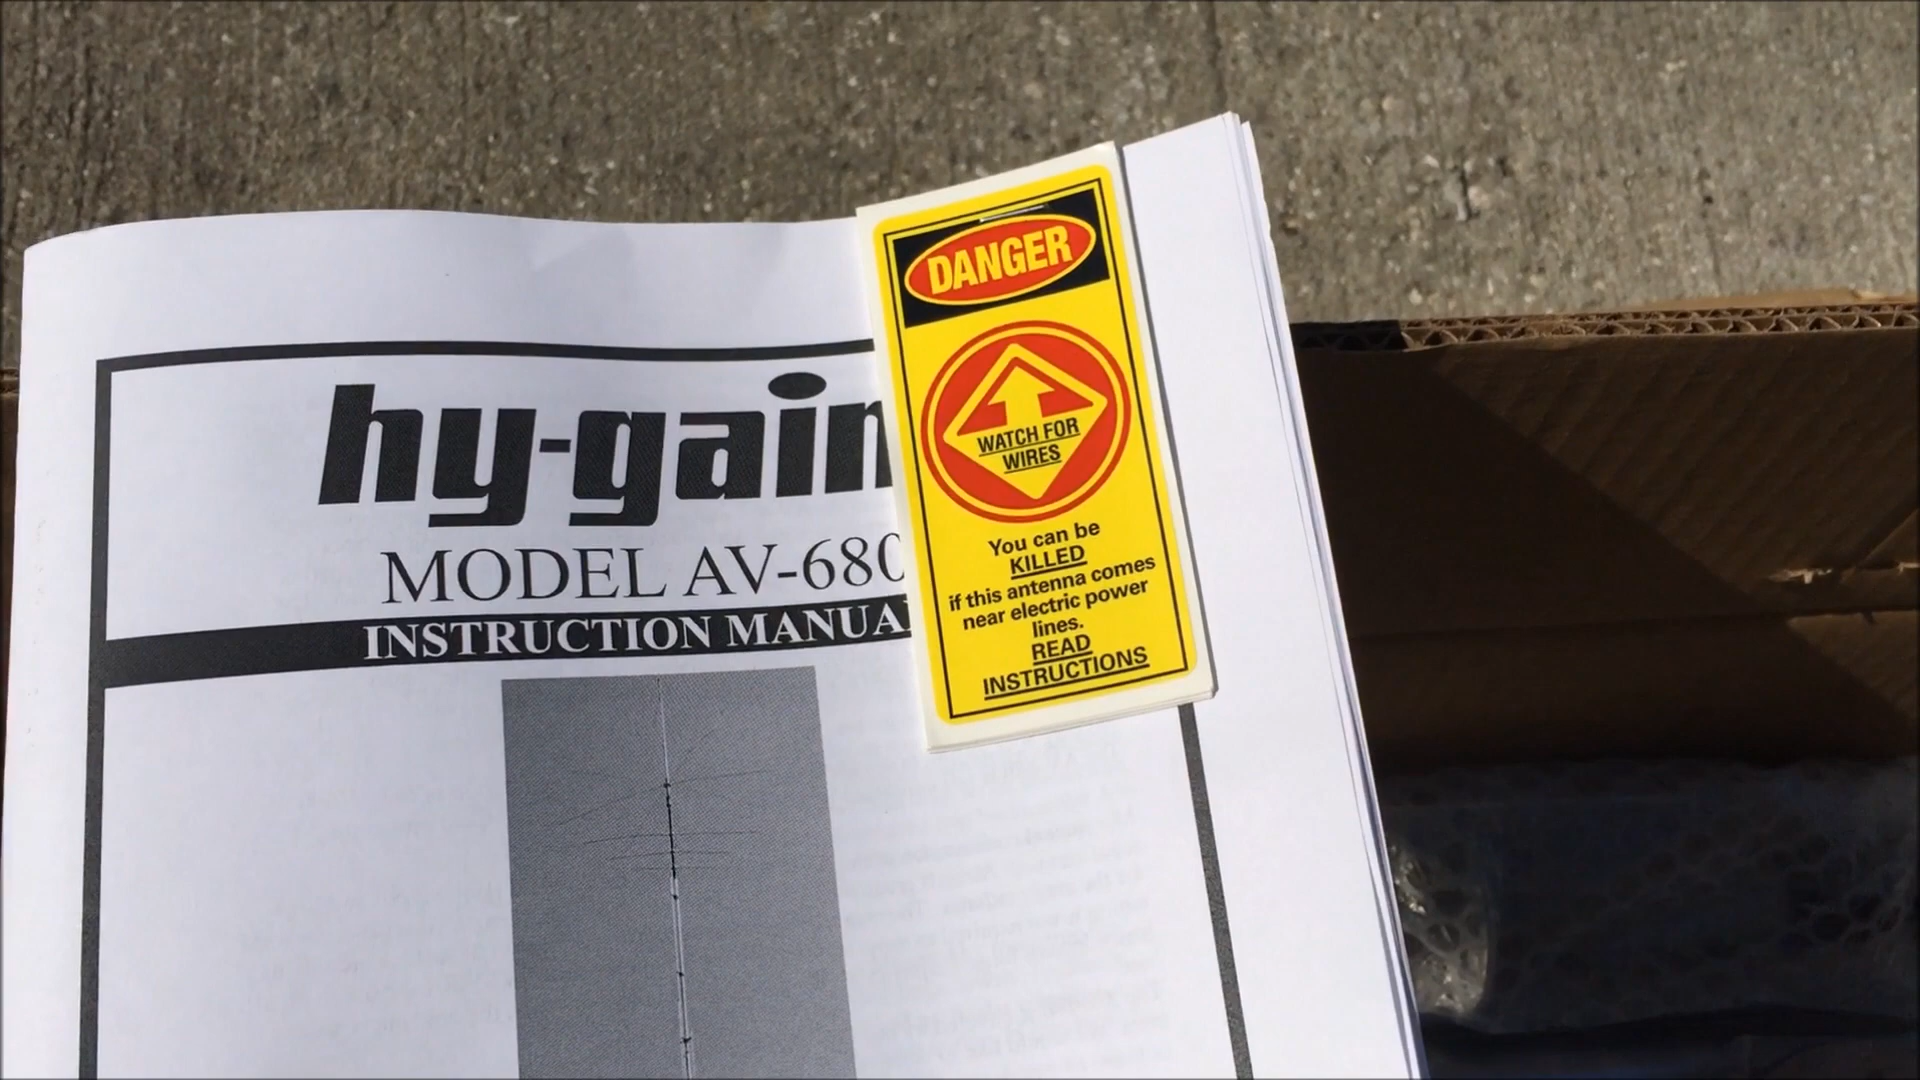 hy-gain
MODEL AV-680
INSTRUCTION MANUA
DANGER
WATCH FOR
WIRES
You can be
KILLED
if this antenna comes
near electric power
lines.
READ
INSTRUCTIONS